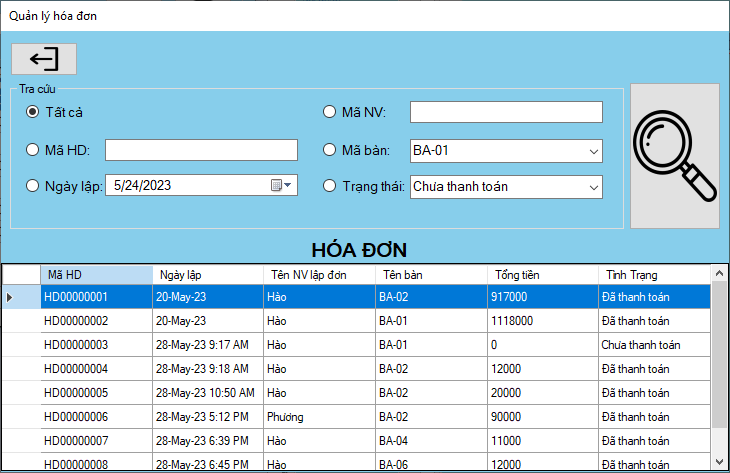 Quản lý hóa đơn
Tra cứu
Tất cả Mã NV:
Mã HD: Mã bàn: BA-01
Ngày lập: 5/24/2023 Trạng thái: Chưa thanh toán
HÓA ĐƠN
Mã HD Ngày lập Tên NV lập đơn Tên bàn Tổng tiền Tình Trạng
HD00000001 20-May-23 Hào BA-02 917000 Đã thanh toán
HD00000002 20-May-23 Hào BA-01 1118000 Đã thanh toán
HD00000003 28-May-23 9:17 AM Hào BA-01 0 Chưa thanh toán
HD00000004 28-May-23 9:18 AM Hào BA-02 12000 Đã thanh toán
HD00000005 28-May-23 10:50 AM Hào BA-02 20000 Đã thanh toán
HD00000006 28-May-23 5:12 PM Phương BA-02 90000 Đã thanh toán
HD00000007 28-May-23 6:39 PM Hào BA-04 11000 Đã thanh toán
HD00000008 28-May-23 6:45 PM Hào BA-06 12000 Đã thanh toán